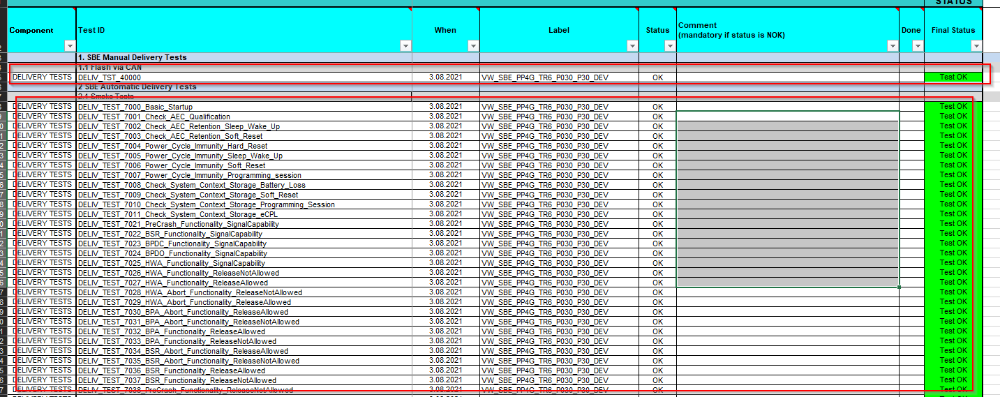 STATUS
Component Test ID When Label Status Comment (mandatory if status is NOK) Done Final Status
1. SBE Manual Delivery Tests
1.1 Flash via CAN
DELIVERY TESTS DELIV_TST_40000 3.08.2021 VW_SBE_PP4G_TR6_P030_P30_DEV OK Test OK
2 SBE Automatic Delivery Tests
2.1 Smoke Tests
DELIVERY TESTS DELIV_TEST_7000_Basic_Startup 3.08.2021 VW_SBE_PP4G_TR6_P030_P30_DEV OK Test OK
DELIVERY TESTS DELIV_TEST_7001_Check_AEC_Qualification 3.08.2021 VW_SBE_PP4G_TR6_P030_P30_DEV OK Test OK
DELIVERY TESTS DELIV_TEST_7002_Check_AEC_Retention_Sleep_Wake_Up 3.08.2021 VW_SBE_PP4G_TR6_P030_P30_DEV OK Test OK
DELIVERY TESTS DELIV_TEST_7003_Check_AEC_Retention_Soft_Reset 3.08.2021 VW_SBE_PP4G_TR6_P030_P30_DEV OK Test OK
DELIVERY TESTS DELIV_TEST_7004_Power_Cycle_Immunity_Hard_Reset 3.08.2021 VW_SBE_PP4G_TR6_P030_P30_DEV OK Test OK
DELIVERY TESTS DELIV_TEST_7005_Power_Cycle_Immunity_Sleep_Wake_Up 3.08.2021 VW_SBE_PP4G_TR6_P030_P30_DEV OK Test OK
DELIVERY TESTS DELIV_TEST_7006_Power_Cycle_Immunity_Soft_Reset 3.08.2021 VW_SBE_PP4G_TR6_P030_P30_DEV OK Test OK
DELIVERY TESTS DELIV_TEST_7007_Power_Cycle_Immunity_Programming_session 3.08.2021 VW_SBE_PP4G_TR6_P030_P30_DEV OK Test OK
DELIVERY TESTS DELIV_TEST_7008_Check_System_Context_Storage_Battery_Loss 3.08.2021 VW_SBE_PP4G_TR6_P030_P30_DEV OK Test OK
DELIVERY TESTS DELIV_TEST_7009_Check_System_Context_Storage_Soft_Reset 3.08.2021 VW_SBE_PP4G_TR6_P030_P30_DEV OK Test OK
DELIVERY TESTS DELIV_TEST_7010_Check_System_Context_Storage_Programming_Session 3.08.2021 VW_SBE_PP4G_TR6_P030_P30_DEV OK Test OK
DELIVERY TESTS DELIV_TEST_7011_Check_System_Context_Storage_eCPL 3.08.2021 VW_SBE_PP4G_TR6_P030_P30_DEV OK Test OK
DELIVERY TESTS DELIV_TEST_7021_PreCrash_Functionality_SignalCapability 3.08.2021 VW_SBE_PP4G_TR6_P030_P30_DEV OK Test OK
DELIVERY TESTS DELIV_TEST_7022_BSR_Functionality_SignalCapability 3.08.2021 VW_SBE_PP4G_TR6_P030_P30_DEV OK Test OK
DELIVERY TESTS DELIV_TEST_7023_BPDC_Functionality_SignalCapability 3.08.2021 VW_SBE_PP4G_TR6_P030_P30_DEV OK Test OK
DELIVERY TESTS DELIV_TEST_7024_BPDO_Functionality_SignalCapability 3.08.2021 VW_SBE_PP4G_TR6_P030_P30_DEV OK Test OK
DELIVERY TESTS DELIV_TEST_7025_HWA_Functionality_SignalCapability 3.08.2021 VW_SBE_PP4G_TR6_P030_P30_DEV OK Test OK
DELIVERY TESTS DELIV_TEST_7026_HWA_Functionality_ReleaseNotAllowed 3.08.2021 VW_SBE_PP4G_TR6_P030_P30_DEV OK Test OK
DELIVERY TESTS DELIV_TEST_7027_HWA_Functionality_ReleaseAllowed 3.08.2021 VW_SBE_PP4G_TR6_P030_P30_DEV OK Test OK
DELIVERY TESTS DELIV_TEST_7028_HWA_Abort_Functionality_ReleaseNotAllowed 3.08.2021 VW_SBE_PP4G_TR6_P030_P30_DEV OK Test OK
DELIVERY TESTS DELIV_TEST_7029_HWA_Abort_Functionality_ReleaseAllowed 3.08.2021 VW_SBE_PP4G_TR6_P030_P30_DEV OK Test OK
DELIVERY TESTS DELIV_TEST_7030_BPA_Abort_Functionality_ReleaseAllowed 3.08.2021 VW_SBE_PP4G_TR6_P030_P30_DEV OK Test OK
DELIVERY TESTS DELIV_TEST_7031_BPA_Abort_Functionality_ReleaseNotAllowed 3.08.2021 VW_SBE_PP4G_TR6_P030_P30_DEV OK Test OK
DELIVERY TESTS DELIV_TEST_7032_BPA_Functionality_ReleaseAllowed 3.08.2021 VW_SBE_PP4G_TR6_P030_P30_DEV OK Test OK
DELIVERY TESTS DELIV_TEST_7033_BPA_Functionality_ReleaseNotAllowed 3.08.2021 VW_SBE_PP4G_TR6_P030_P30_DEV OK Test OK
DELIVERY TESTS DELIV_TEST_7034_BSR_Abort_Functionality_ReleaseAllowed 3.08.2021 VW_SBE_PP4G_TR6_P030_P30_DEV OK Test OK
DELIVERY TESTS DELIV_TEST_7035_BSR_Abort_Functionality_ReleaseNotAllowed 3.08.2021 VW_SBE_PP4G_TR6_P030_P30_DEV OK Test OK
DELIVERY TESTS DELIV_TEST_7036_BSR_Functionality_ReleaseAllowed 3.08.2021 VW_SBE_PP4G_TR6_P030_P30_DEV OK Test OK
DELIVERY TESTS DELIV_TEST_7037_BSR_Functionality_ReleaseNotAllowed 3.08.2021 VW_SBE_PP4G_TR6_P030_P30_DEV OK Test OK
DELIVERY TESTS DELIV_TEST_7038_PreCrash_Functionality_ReleaseNotAllowed 3.08.2021 VW_SBE_PP4G_TR6_P030_P30_DEV OK Test OK